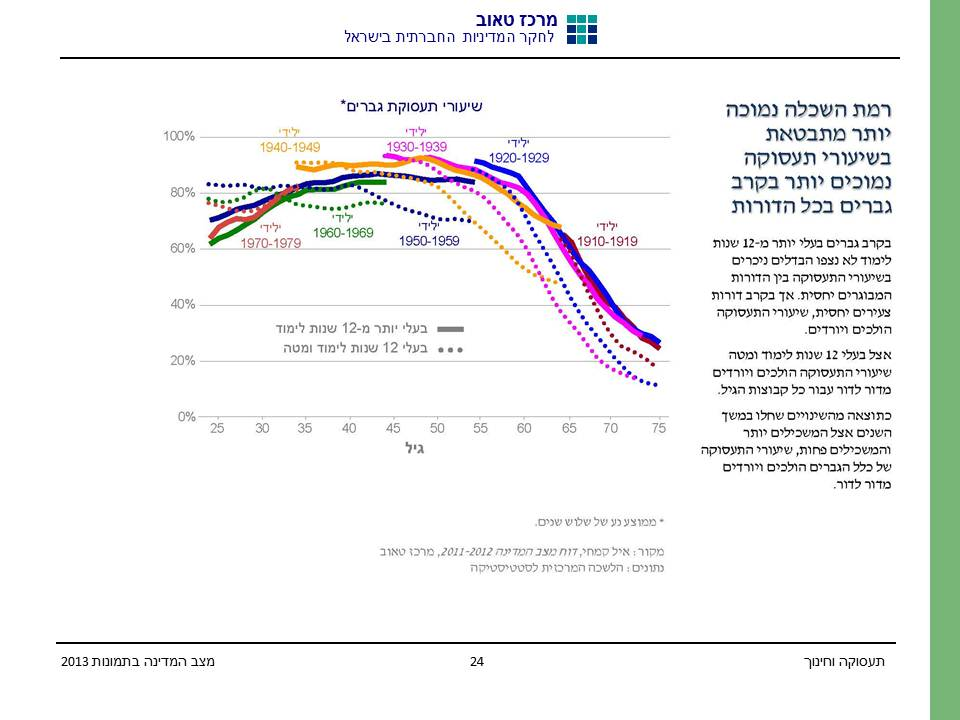 מרכז טאוב
לחקר המדיניות החברתית בישראל
רמת השכלה נמוכה
יותר מתבטאת
בשיעורי תעסוקה
נמוכים יותר בקרב
גברים בכל הדורות
בקרב גברים בעלי יותר מ-12 שנות
לימוד לא נצפו הבדלים ניכרים
בשיעורי התעסוקה בין הדורות
המבוגרים יחסית. אך בקרב דורות
צעירים יחסית, שיעורי התעסוקה
הולכים ויורדים.
אצל בעלי 12 שנות לימוד ומטה
שיעורי התעסוקה הולכים ויורדים
מדור לדור עבור כל קבוצות הגיל.
כתוצאה מהשינויים שחלו במשך
השנים אצל המשכילים יותר
והמשכילים פחות, שיעורי התעסוקה
של כלל הגברים הולכים ויורדים
מדור לדור.
שיעורי תעסוקת גברים*
100%
80%
60%
40%
20%
0%
ילידי
1940-1949
ילידי
1930-1939
ילידי
1920-1929
ילידי
1970-1979
ילידי
1960-1969
ילידי
1950-1959
ילידי
1910-1919
בעלי יותר מ-12 שנות לימוד
בעלי 12 שנות לימוד ומטה
25 30 35 40 45 50 55 60 65 70 75
גיל
* ממוצע נע של שלוש שנים.
מקור: איל קמחי, דוח מצב המדינה 2011-2012, מרכז טאוב
נתונים: הלשכה המרכזית לסטטיסטיקה
תעסוקה וחינוך
24
מצב המדינה בתמונות 2013